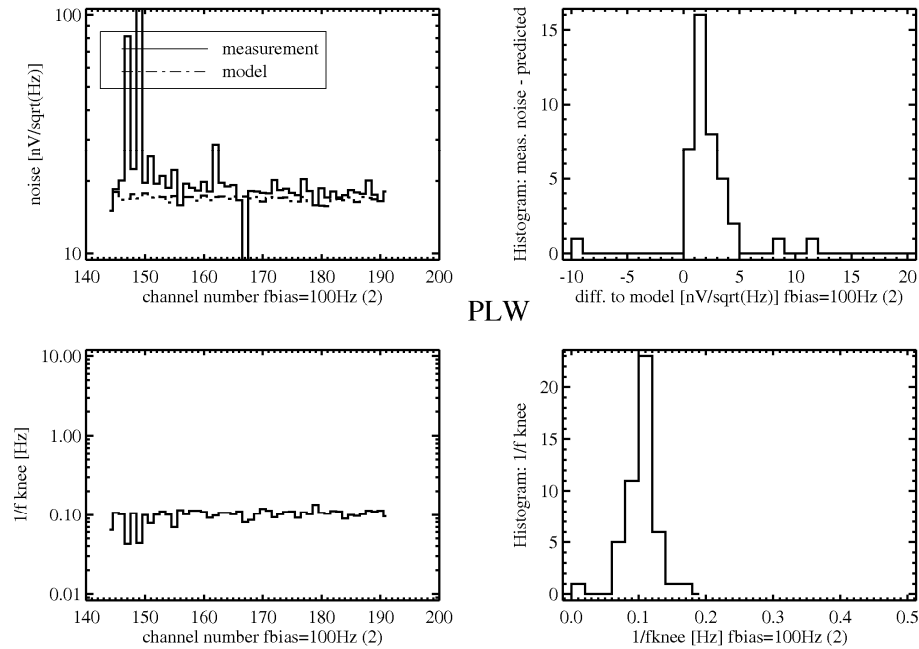 100
10
noise [nV/sqrt(Hz)]
measurement
model
140 150 160 170 180 190 200
channel number fbias=100Hz (2)
15
10
5
0
Histogram: meas. noise - predicted
-10 -5 0 5 10 15 20
diff. to model [nV/sqrt(Hz)] fbias=100Hz (2)
PLW
10.00
1.00
0.10
0.01
1/f knee [Hz]
140 150 160 170 180 190 200
channel number fbias=100Hz (2)
20
15
10
5
0
Histogram: 1/f knee
0.0 0.1 0.2 0.3 0.4 0.5
1/fknee [Hz] fbias=100Hz (2)